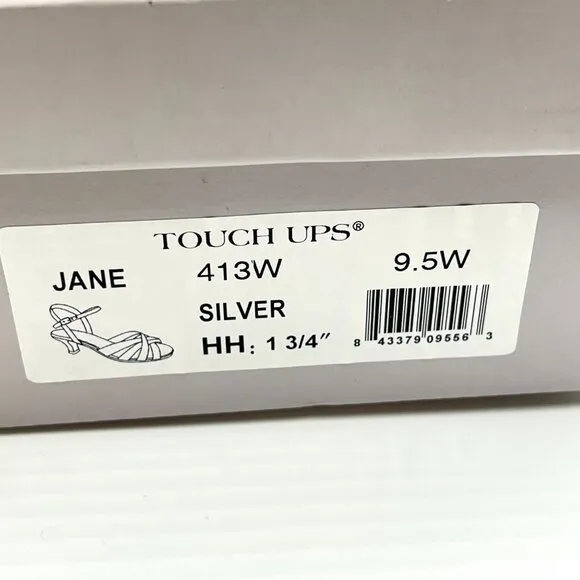 TOUCH UPS®
JANE 413W 9.5W
SILVER
HH: 1 3/4″
8 43379 09556 3